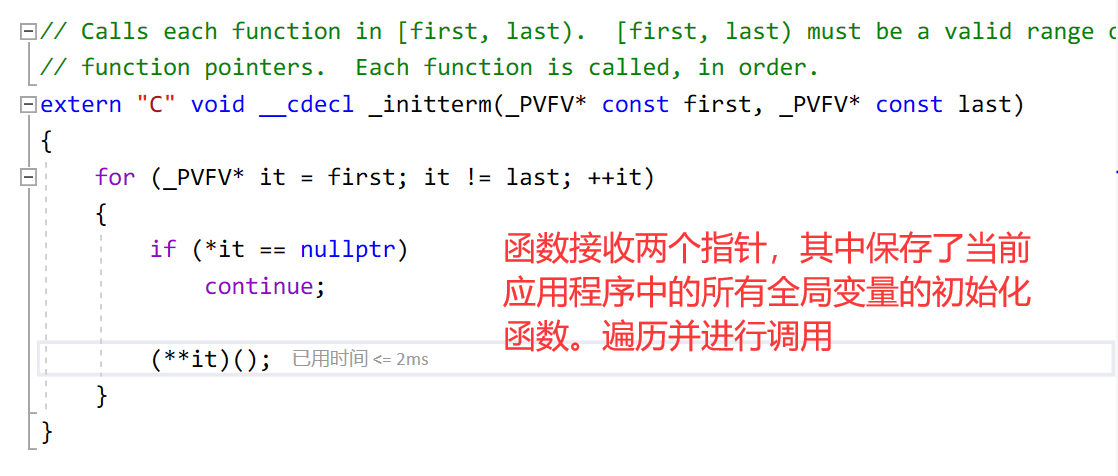 // Calls each function in [first, last).  [first, last) must be a valid range
// function pointers.  Each function is called, in order.
extern "C" void __cdecl _initterm(_PVFV* const first, _PVFV* const last)
{
    for (_PVFV* it = first; it != last; ++it)
    {
        if (*it == nullptr)
            continue;
函数接收两个指针，其中保存了当前
应用程序中的所有全局变量的初始化
函数。遍历并进行调用
        (**it)(); 已用时间 <= 2ms
    }
}